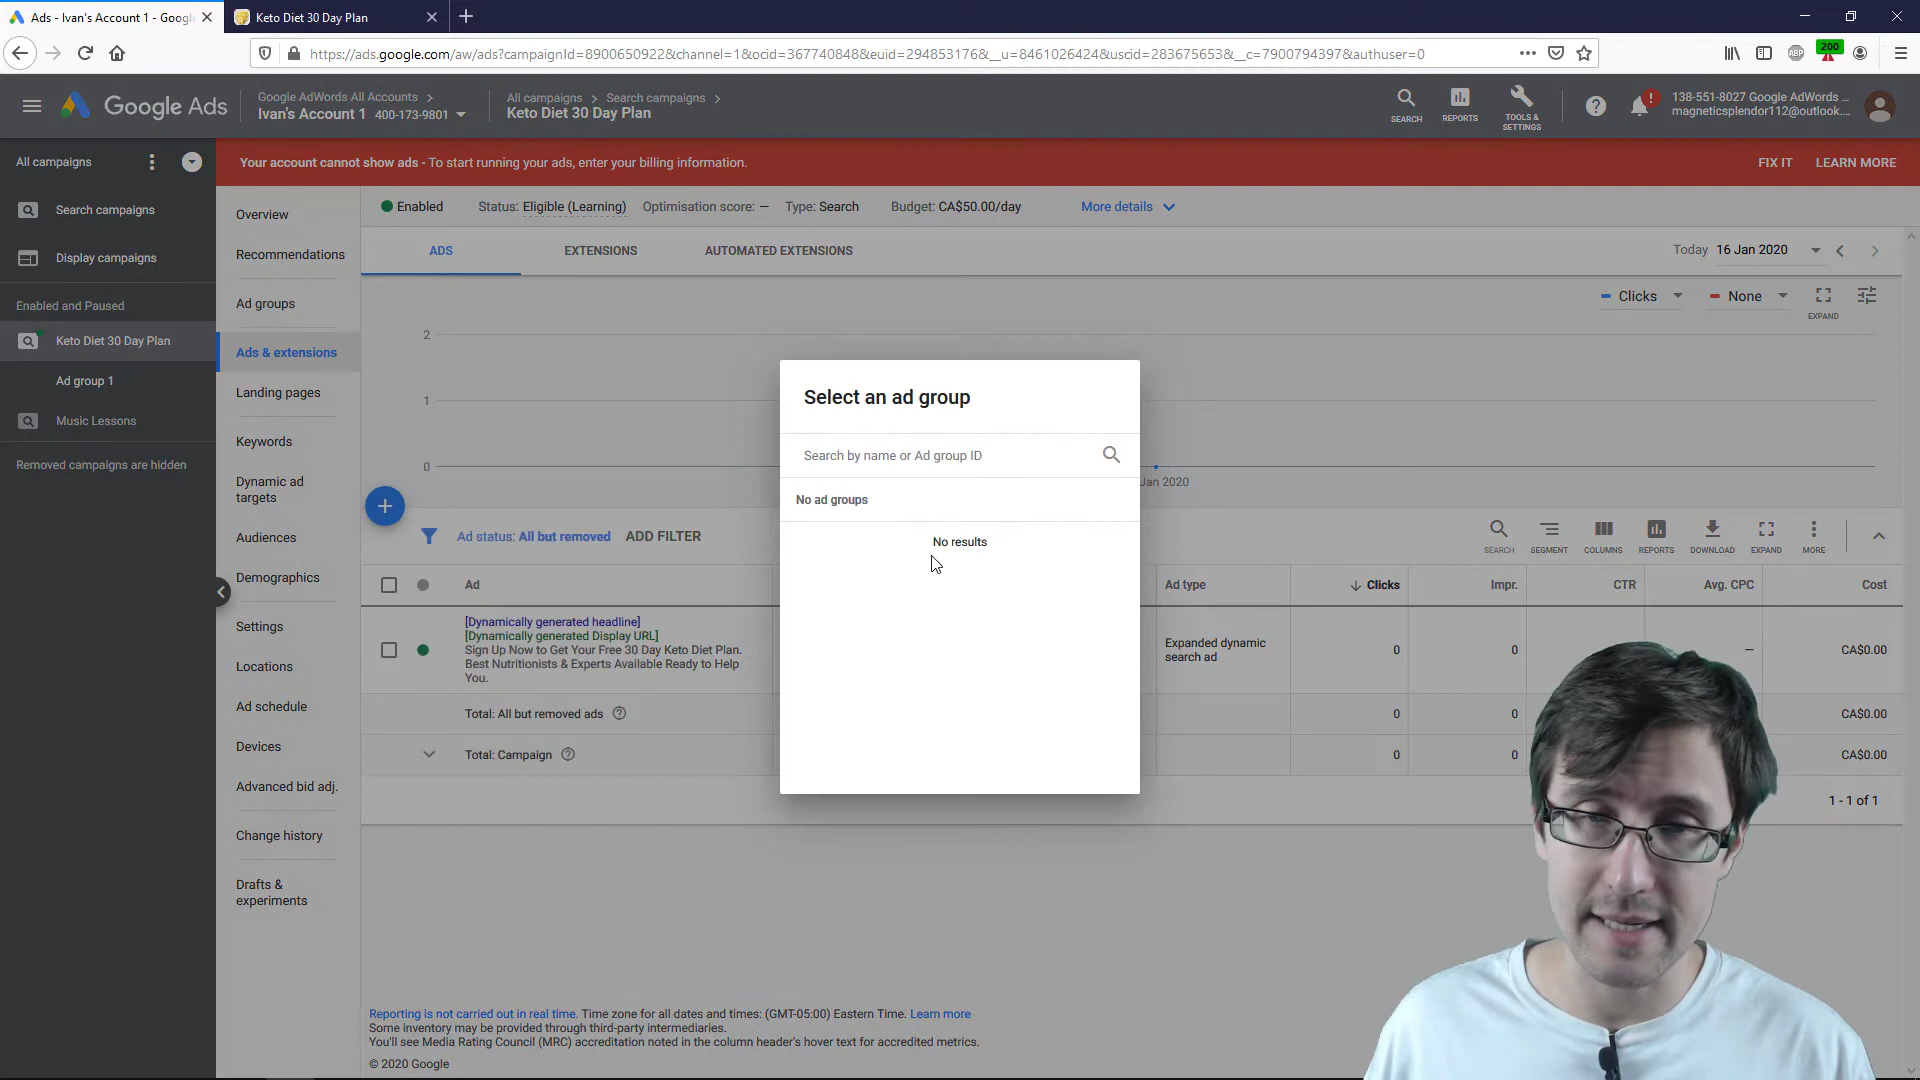 Ads - Ivan's Account 1 - Google
Keto Diet 30 Day Plan
https://ads.google.com/aw/ads?campaignId=8900650922&channel=1&ocid=367740848&euid=294853176&__u=8461026424&uscid=283675653&__c=7900794397&authuser=0
ABP
200
Google Ads
Google AdWords All Accounts
Ivan's Account 1 400-173-9801
All campaigns
Search campaigns
Keto Diet 30 Day Plan
SEARCH
REPORTS
TOOLS &
SETTINGS
138-551-8027 Google AdWords ...
magneticsplendor112@outlook....
All campaigns
Your account cannot show ads - To start running your ads, enter your billing information.
FIX IT
LEARN MORE
Search campaigns
Display campaigns
Enabled and Paused
Keto Diet 30 Day Plan
Ad group 1
Music Lessons
Removed campaigns are hidden
Overview
Recommendations
Ad groups
Ads & extensions
Landing pages
Keywords
Dynamic ad
targets
Audiences
Demographics
Settings
Locations
Ad schedule
Devices
Advanced bid adj.
Change history
Drafts &
experiments
Enabled
Status: Eligible (Learning)
Optimisation score: —
Type: Search
Budget: CA$50.00/day
More details
ADS
EXTENSIONS
AUTOMATED EXTENSIONS
Today 16 Jan 2020
Clicks
None
EXPAND
2
1
0
Jan 2020
Select an ad group
Search by name or Ad group ID
No ad groups
No results
Ad status: All but removed
ADD FILTER
SEARCH
SEGMENT
COLUMNS
REPORTS
DOWNLOAD
EXPAND
MORE
Ad
Ad type
Clicks
Impr.
CTR
Avg. CPC
Cost
[Dynamically generated headline]
[Dynamically generated Display URL]
Sign Up Now to Get Your Free 30 Day Keto Diet Plan.
Best Nutritionists & Experts Available Ready to Help
You.
Expanded dynamic
search ad
0
0
—
CA$0.00
Total: All but removed ads
0
0
CA$0.00
Total: Campaign
0
0
CA$0.00
1 - 1 of 1
Reporting is not carried out in real time. Time zone for all dates and times: (GMT-05:00) Eastern Time. Learn more
Some inventory may be provided through third-party intermediaries.
You'll see Media Rating Council (MRC) accreditation noted in the column header's hover text for accredited metrics.
© 2020 Google